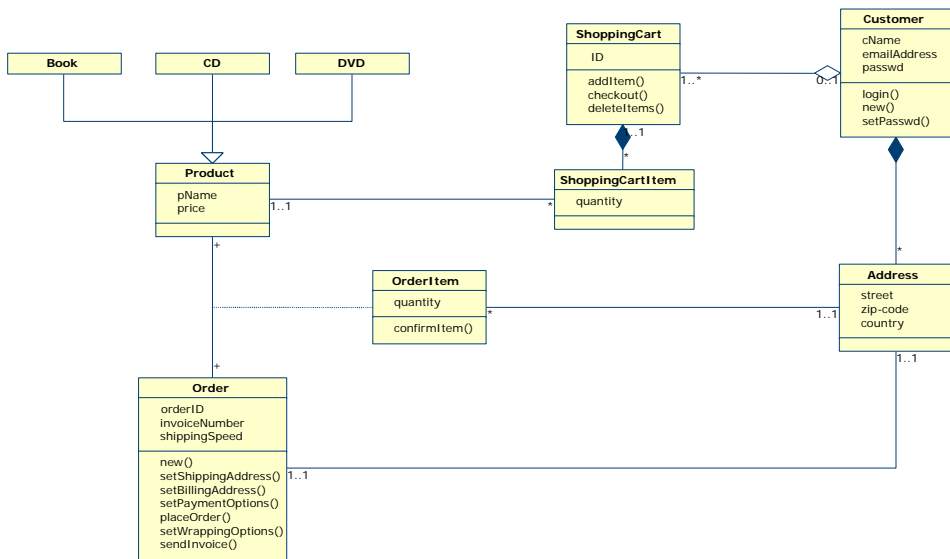 Customer
cName
emailAddress
passwd
login()
new()
setPasswd()
0..1
ShoppingCart
ID
addItem()
checkout()
deleteItems()
1..*
1..1
*
Book
CD
DVD
Product
pName
price
1..1
ShoppingCartItem
quantity
*
+
*
OrderItem
quantity
confirmItem()
*
1..1
Address
street
zip-code
country
1..1
+
Order
orderID
invoiceNumber
shippingSpeed
new()
setShippingAddress()
setBillingAddress()
setPaymentOptions()
placeOrder()
setWrappingOptions()
sendInvoice()
1..1